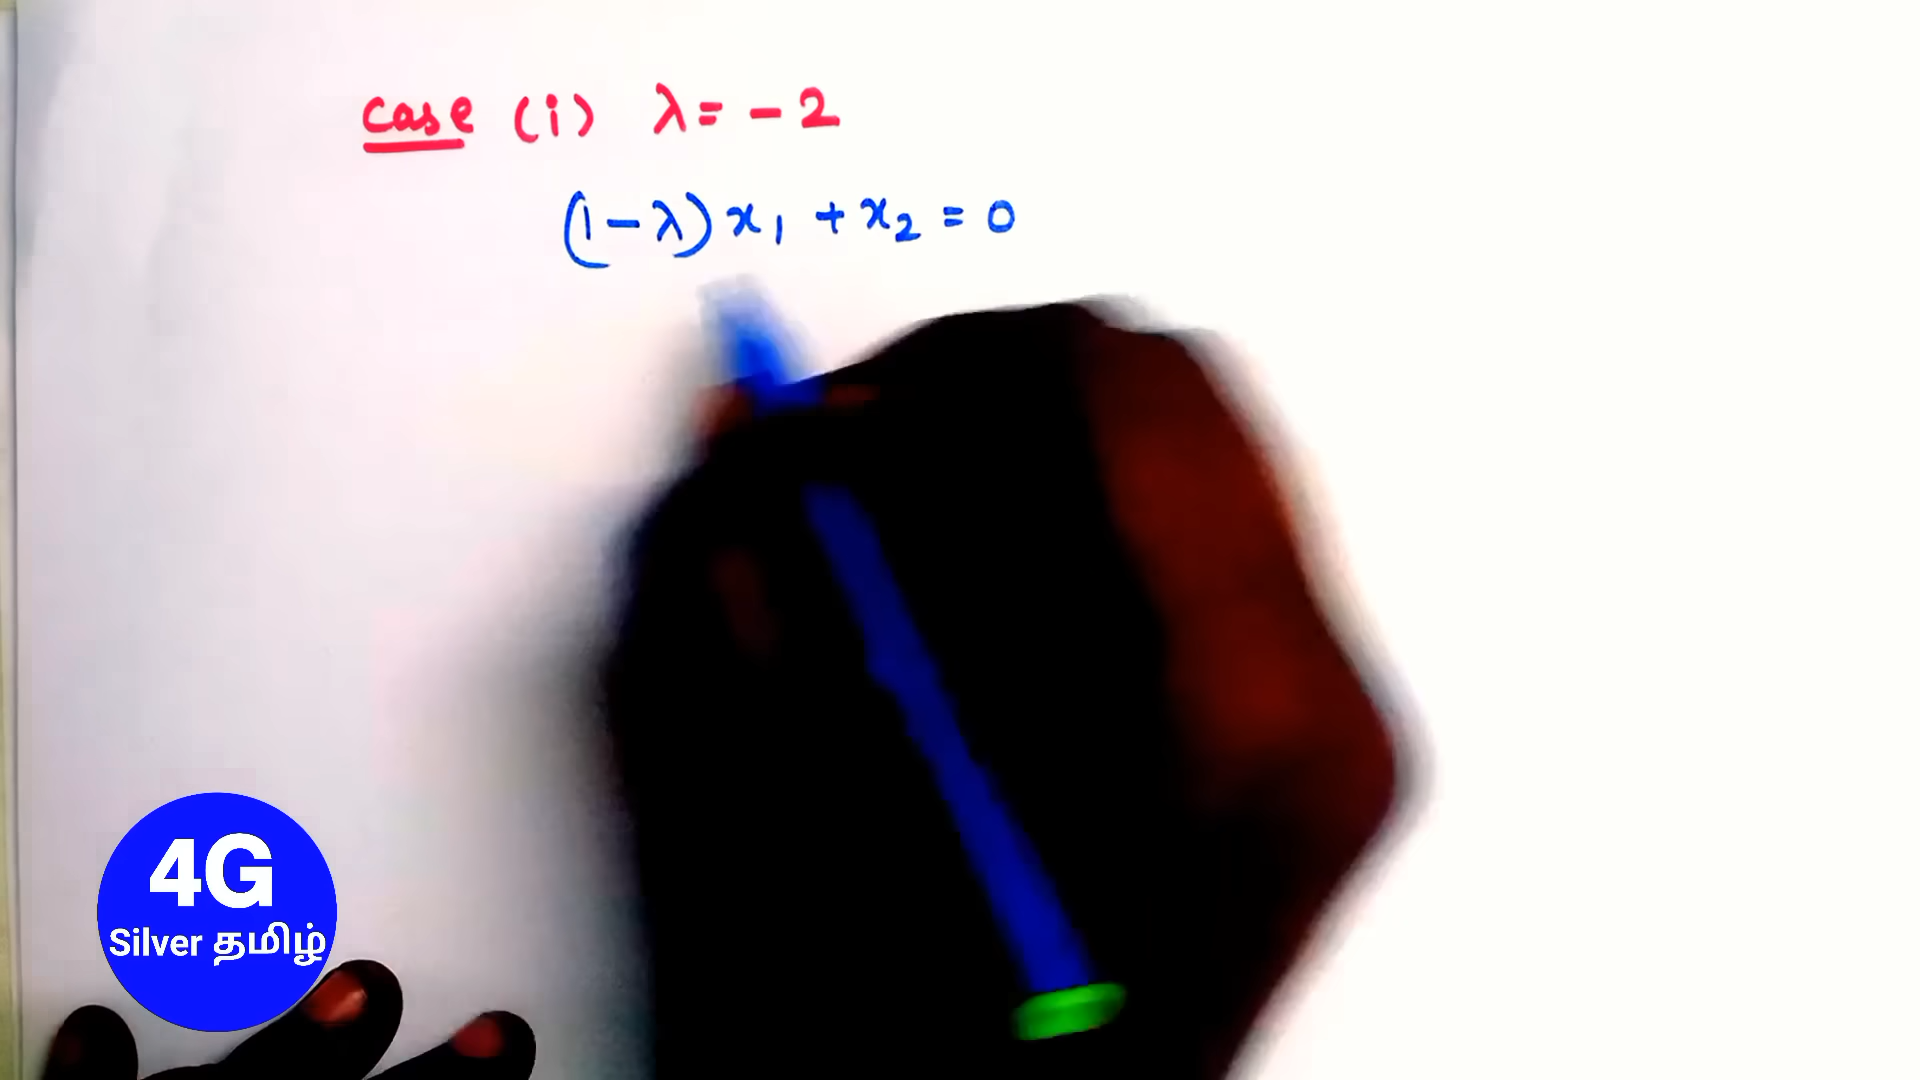 case (i) λ = - 2
(1-λ)x₁ + x₂ = 0
4G
Silver தமிழ்